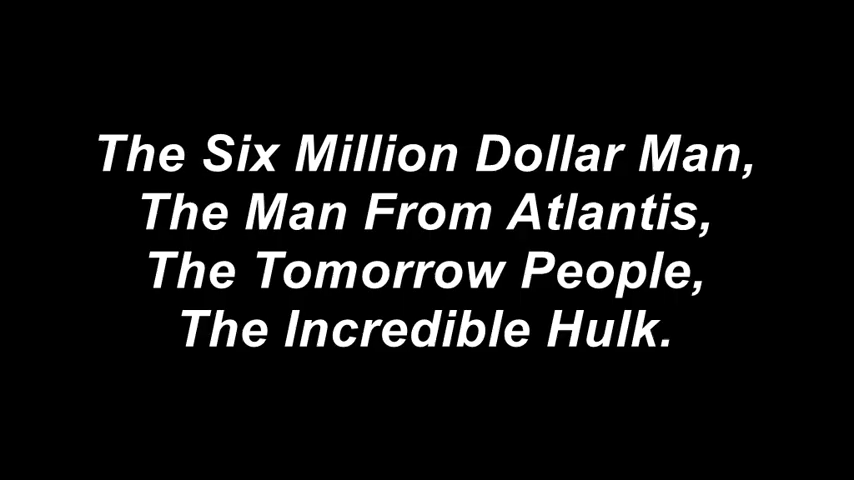 The Six Million Dollar Man,
The Man From Atlantis,
The Tomorrow People,
The Incredible Hulk.